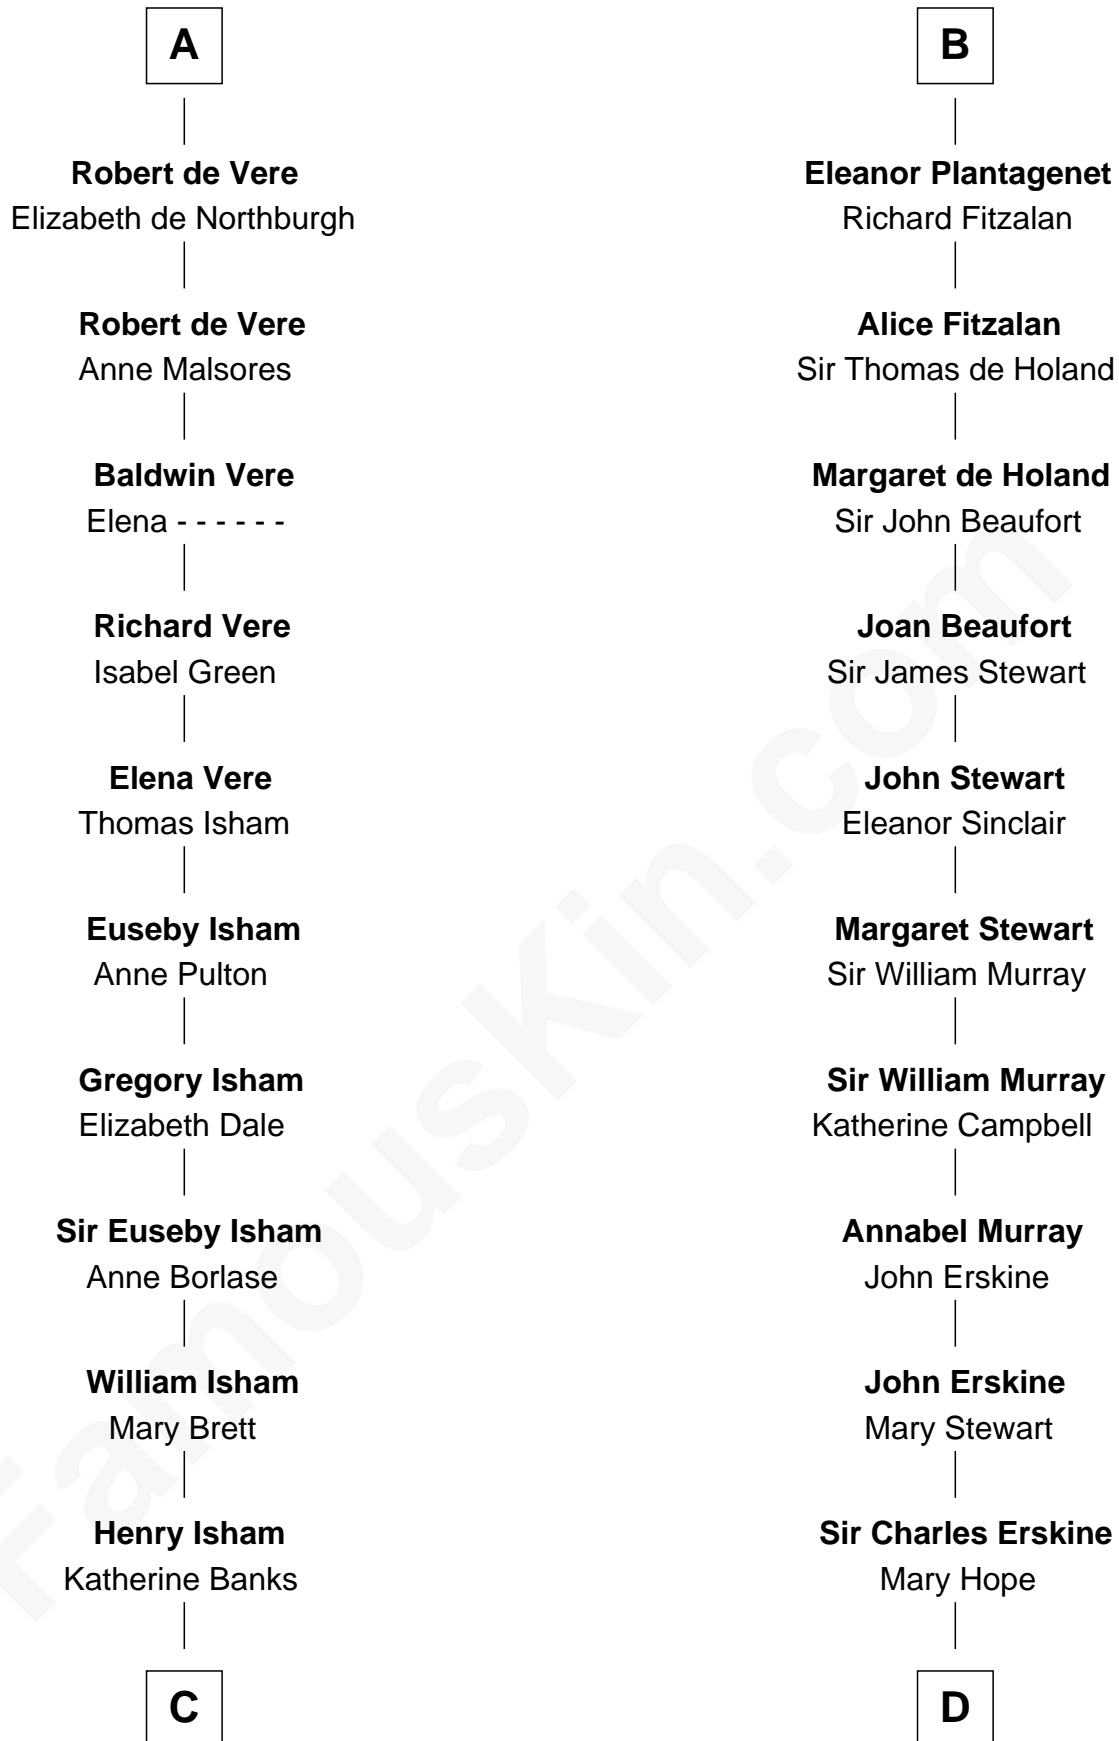 A
Robert de Vere
Elizabeth de Northburgh
Robert de Vere
Anne Malsores
Baldwin Vere
Elena - - - - - -
Richard Vere
Isabel Green
Elena Vere
Thomas Isham
Euseby Isham
Anne Pulton
Gregory Isham
Elizabeth Dale
Sir Euseby Isham
Anne Borlase
William Isham
Mary Brett
Henry Isham
Katherine Banks
C
B
Eleanor Plantagenet
Richard Fitzalan
Alice Fitzalan
Sir Thomas de Holand
Margaret de Holand
Sir John Beaufort
Joan Beaufort
Sir James Stewart
John Stewart
Eleanor Sinclair
Margaret Stewart
Sir William Murray
Sir William Murray
Katherine Campbell
Annabel Murray
John Erskine
John Erskine
Mary Stewart
Sir Charles Erskine
Mary Hope
D
FamousKin.com